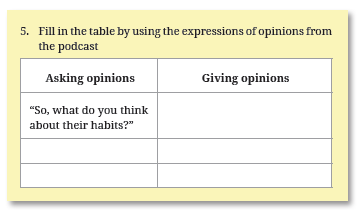 5. Fill in the table by using the expressions of opinions from
the podcast
Asking opinions
Giving opinions
“So, what do you think
about their habits?”